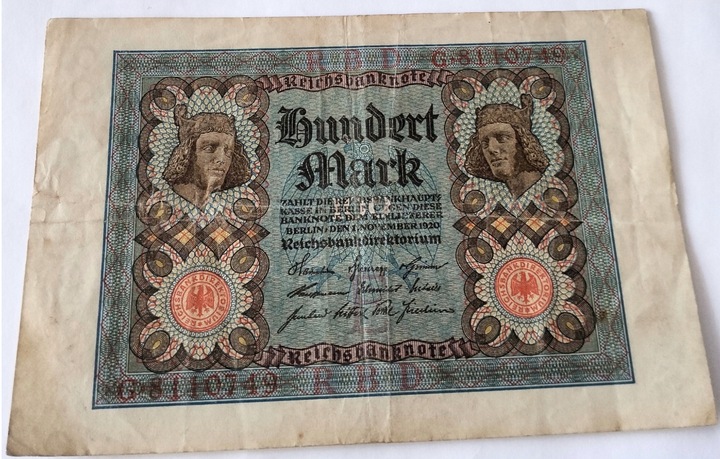 R B D G·8110749
Reichsbanknote
Hundert
Mark
ZAHLT DIE REICHSBANKHAUPT-
KASSE IN BERLIN GEGEN DIESE
BANKNOTE DEM EINLIEFERER
BERLIN, DEN 1. NOVEMBER 1920
Reichsbankdirektorium
Reichsbanknote
G·8110749 R B D